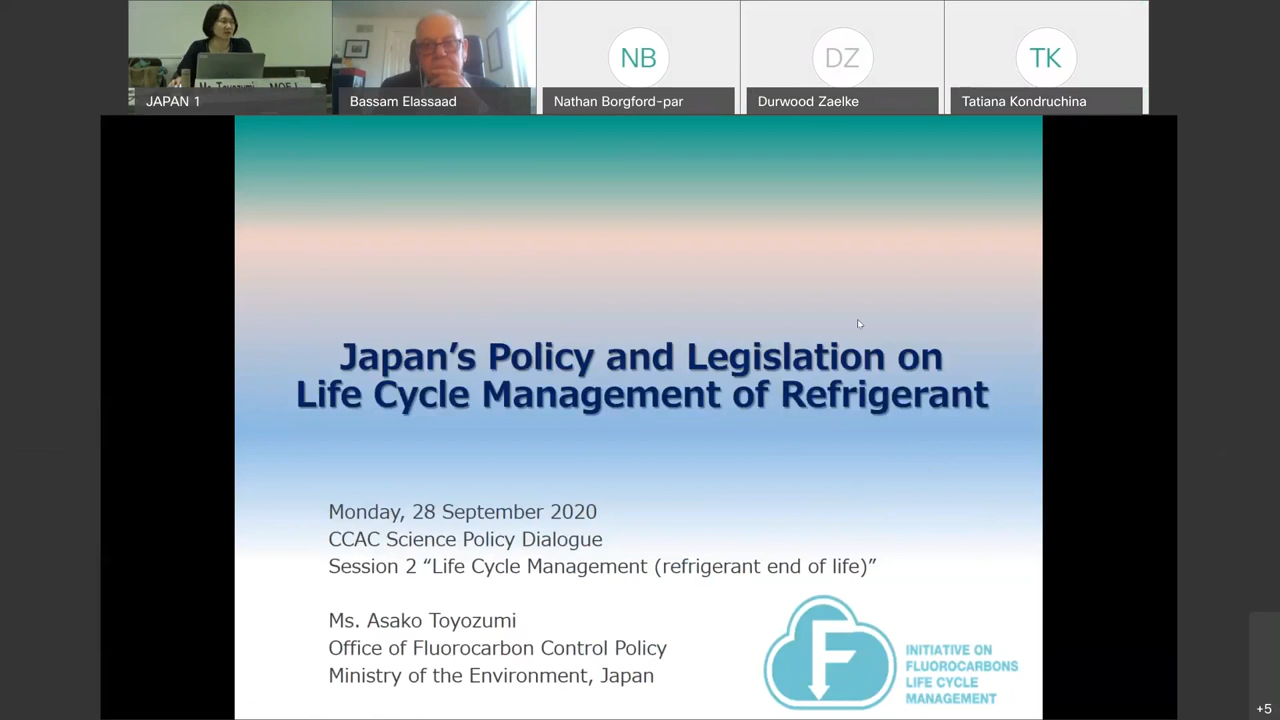 Ms. Toyozumi MOEJ
JAPAN 1
Bassam Elassaad
NB
Nathan Borgford-par
DZ
Durwood Zaelke
TK
Tatiana Kondruchina
Japan's Policy and Legislation on
Life Cycle Management of Refrigerant
Monday, 28 September 2020
CCAC Science Policy Dialogue
Session 2 “Life Cycle Management (refrigerant end of life)”
Ms. Asako Toyozumi
Office of Fluorocarbon Control Policy
Ministry of the Environment, Japan
F
INITIATIVE ON
FLUOROCARBONS
LIFE CYCLE
MANAGEMENT
+5